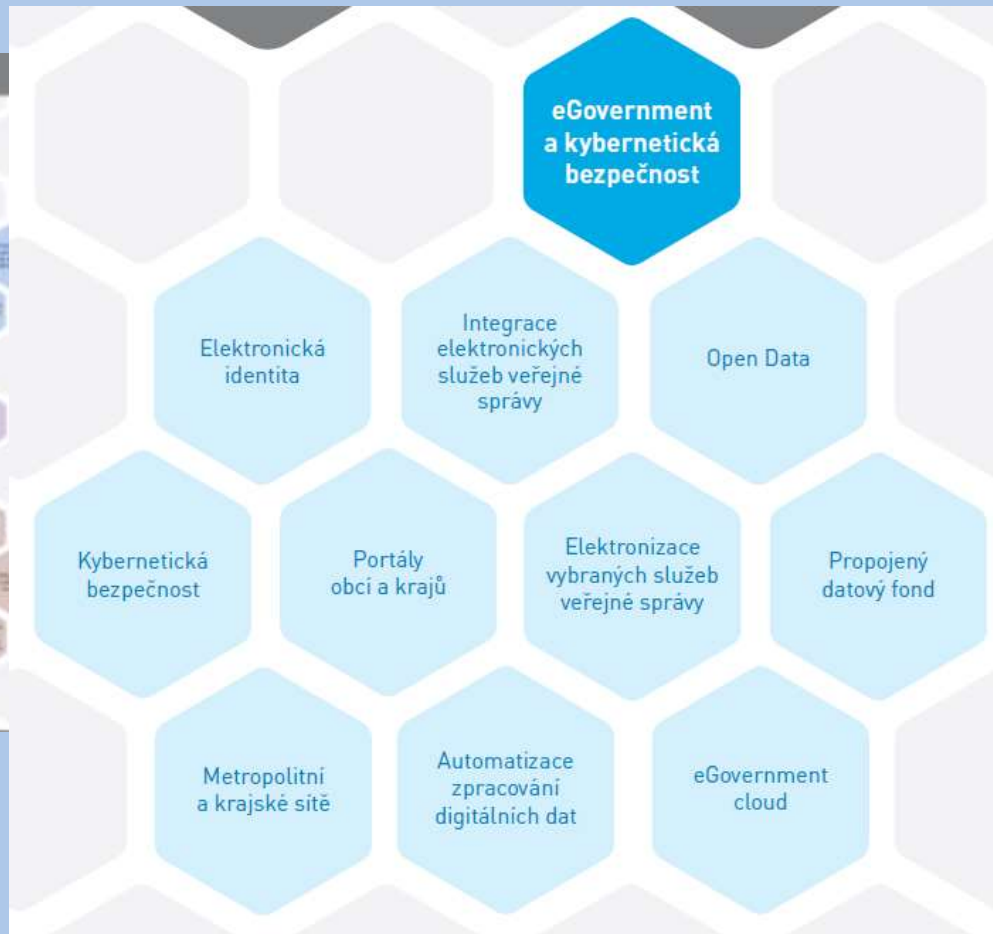 eGovernment
a kybernetická
bezpečnost
Elektronická
identita
Integrace
elektronických
služeb veřejné
správy
Open Data
Kybernetická
bezpečnost
Portály
obcí a krajů
Elektronizace
vybraných služeb
veřejné správy
Propojený
datový fond
Metropolitní
a krajské sítě
Automatizace
zpracování
digitálních dat
eGovernment
cloud